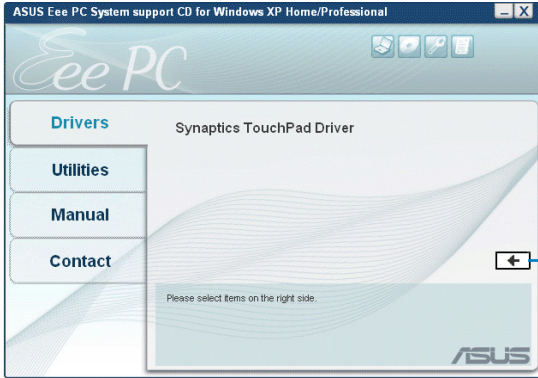 ASUS Eee PC System support CD for Windows XP Home/Professional
Eee PC
Drivers
Synaptics TouchPad Driver
Utilities
Manual
Contact
Please select items on the right side.
ASUS